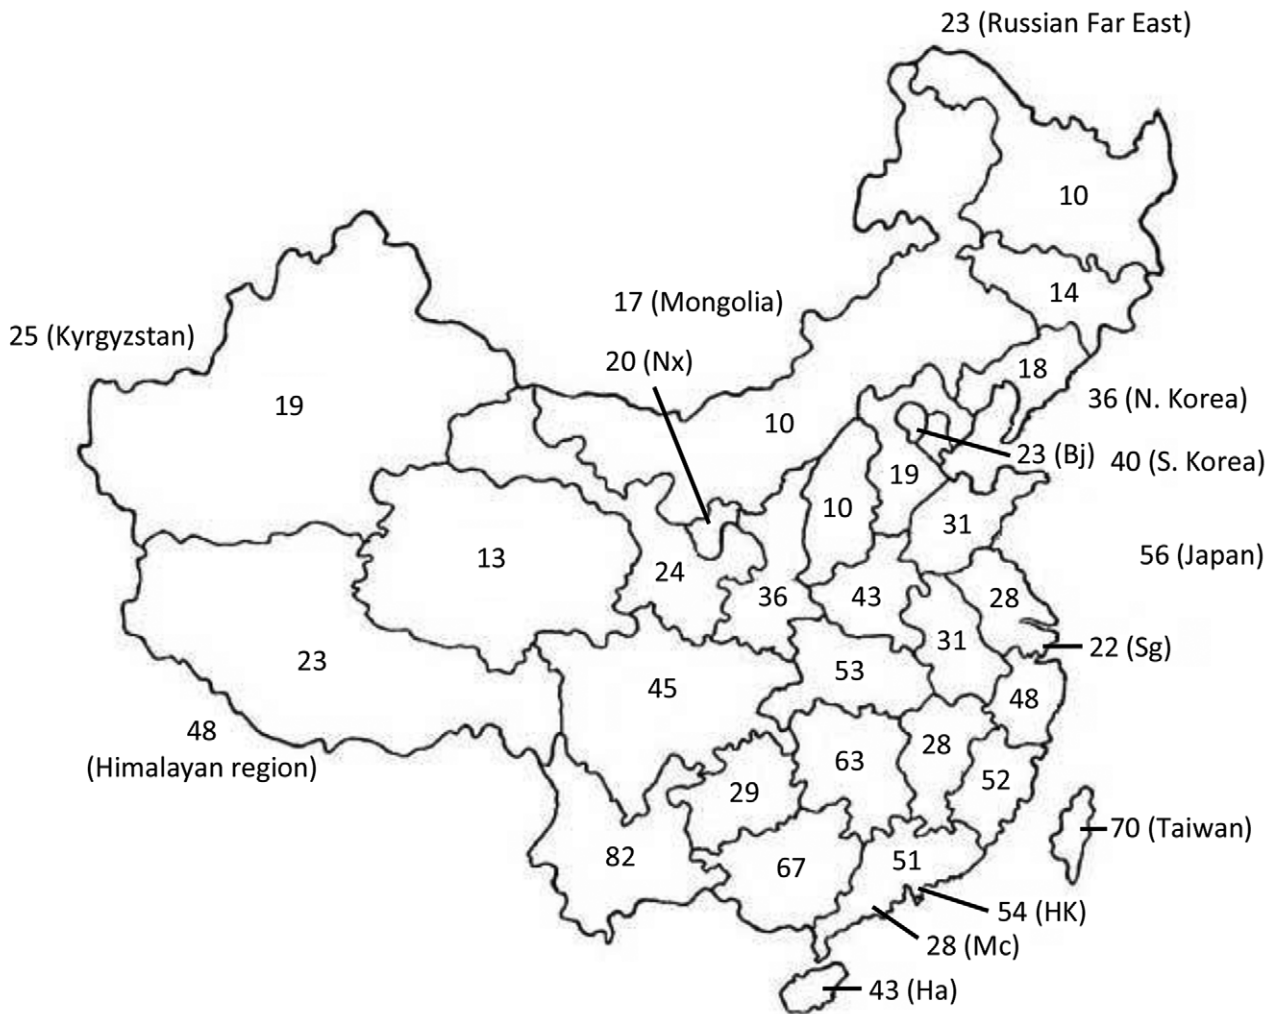 23 (Russian Far East)
10
14
17 (Mongolia)
25 (Kyrgyzstan)
20 (Nx)
18
19
10
36 (N. Korea)
23 (Bj)
40 (S. Korea)
19
10
31
56 (Japan)
13
24
36
43
28
31
22 (Sg)
23
45
53
48
48
(Himalayan region)
28
63
52
29
70 (Taiwan)
82
67
51
54 (HK)
28 (Mc)
43 (Ha)